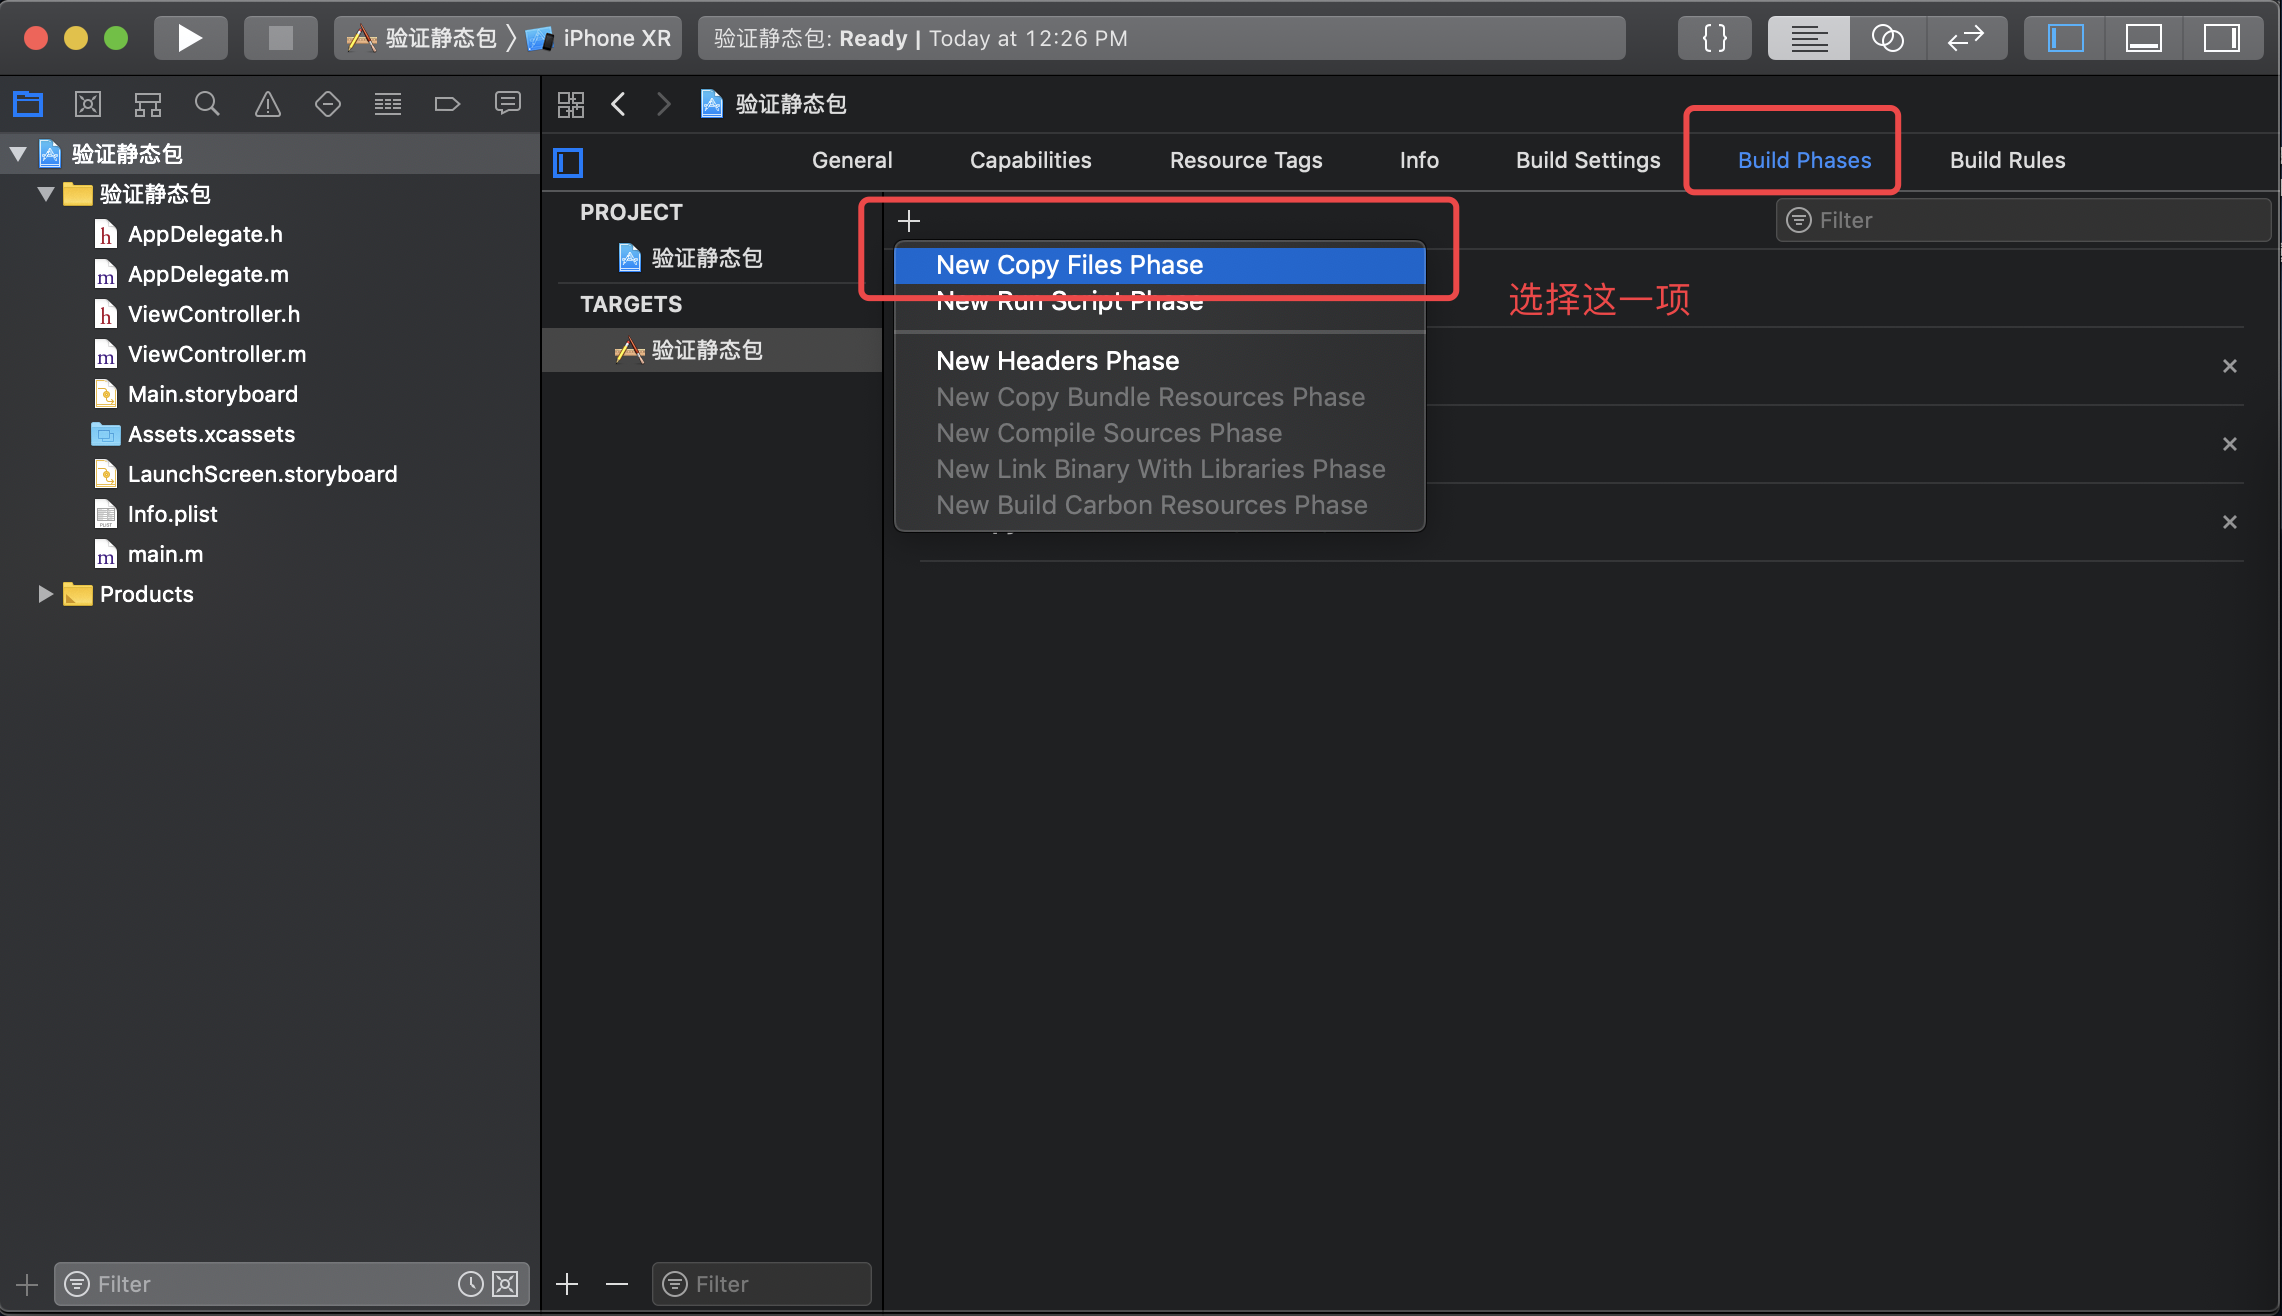 验证静态包 〉 iPhone XR
验证静态包: Ready | Today at 12:26 PM
{ }
验证静态包
验证静态包
AppDelegate.h
AppDelegate.m
ViewController.h
ViewController.m
Main.storyboard
Assets.xcassets
LaunchScreen.storyboard
Info.plist
main.m
Products
Filter
验证静态包
General Capabilities Resource Tags Info Build Settings Build Phases Build Rules
PROJECT
验证静态包
TARGETS
验证静态包
Filter
Filter
New Copy Files Phase
New Run Script Phase
New Headers Phase
New Copy Bundle Resources Phase
New Compile Sources Phase
New Link Binary With Libraries Phase
New Build Carbon Resources Phase
选择这一项